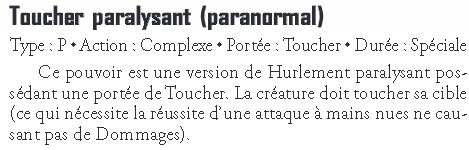 Toucher paralysant (paranormal)
Type : P • Action : Complexe • Portée : Toucher • Durée : Spéciale
Ce pouvoir est une version de Hurlement paralysant pos-
sédant une portée de Toucher. La créature doit toucher sa cible
(ce qui nécessite la réussite d'une attaque à mains nues ne cau-
sant pas de Dommages).